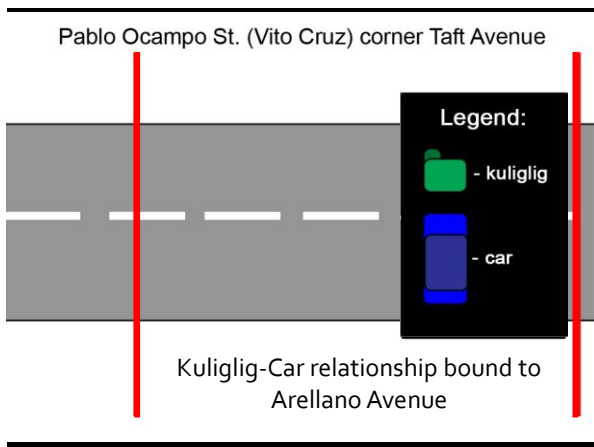 Pablo Ocampo St. (Vito Cruz) corner Taft Avenue
Legend:
- kuliglig
- car
Kuliglig-Car relationship bound to
Arellano Avenue